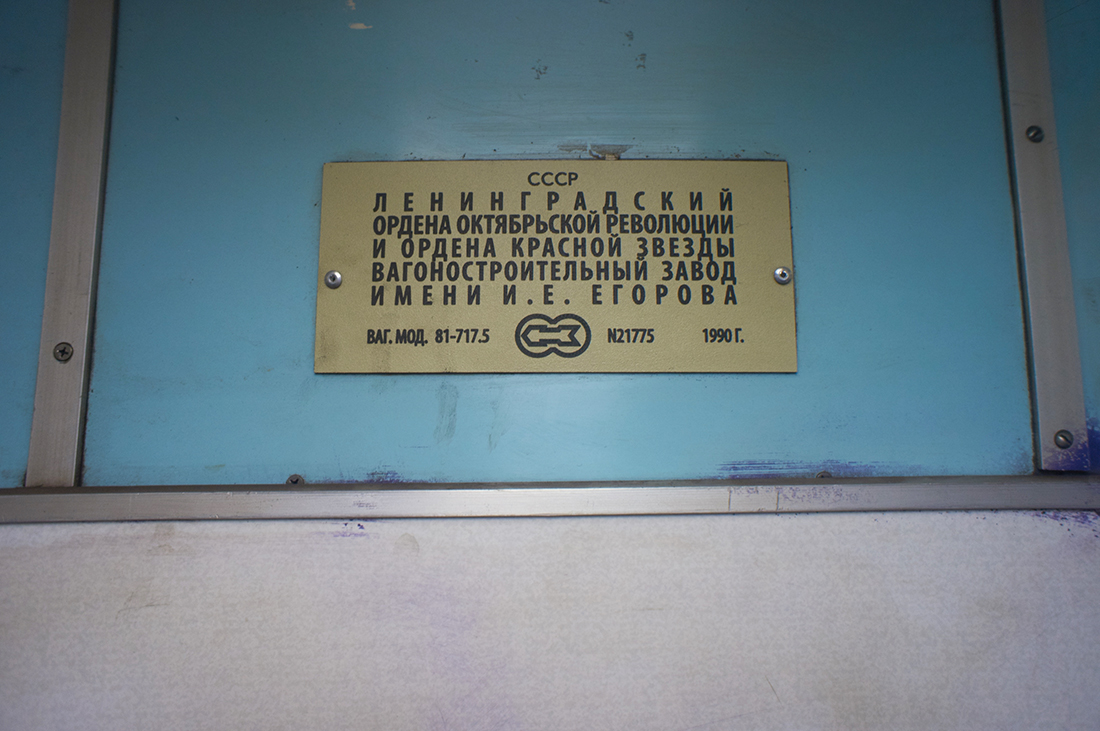 СССР
ЛЕНИНГРАДСКИЙ
ОРДЕНА ОКТЯБРЬСКОЙ РЕВОЛЮЦИИ
И ОРДЕНА КРАСНОЙ ЗВЕЗДЫ
ВАГОНОСТРОИТЕЛЬНЫЙ ЗАВОД
ИМЕНИ И.Е. ЕГОРОВА
ВАГ. МОД. 81-717.5 N21775 1990 Г.